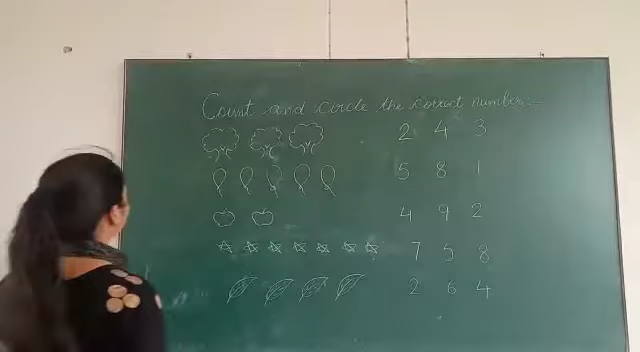 Count and circle the correct number:-
2 4 3
5 8 1
4 9 2
7 5 8
2 6 4